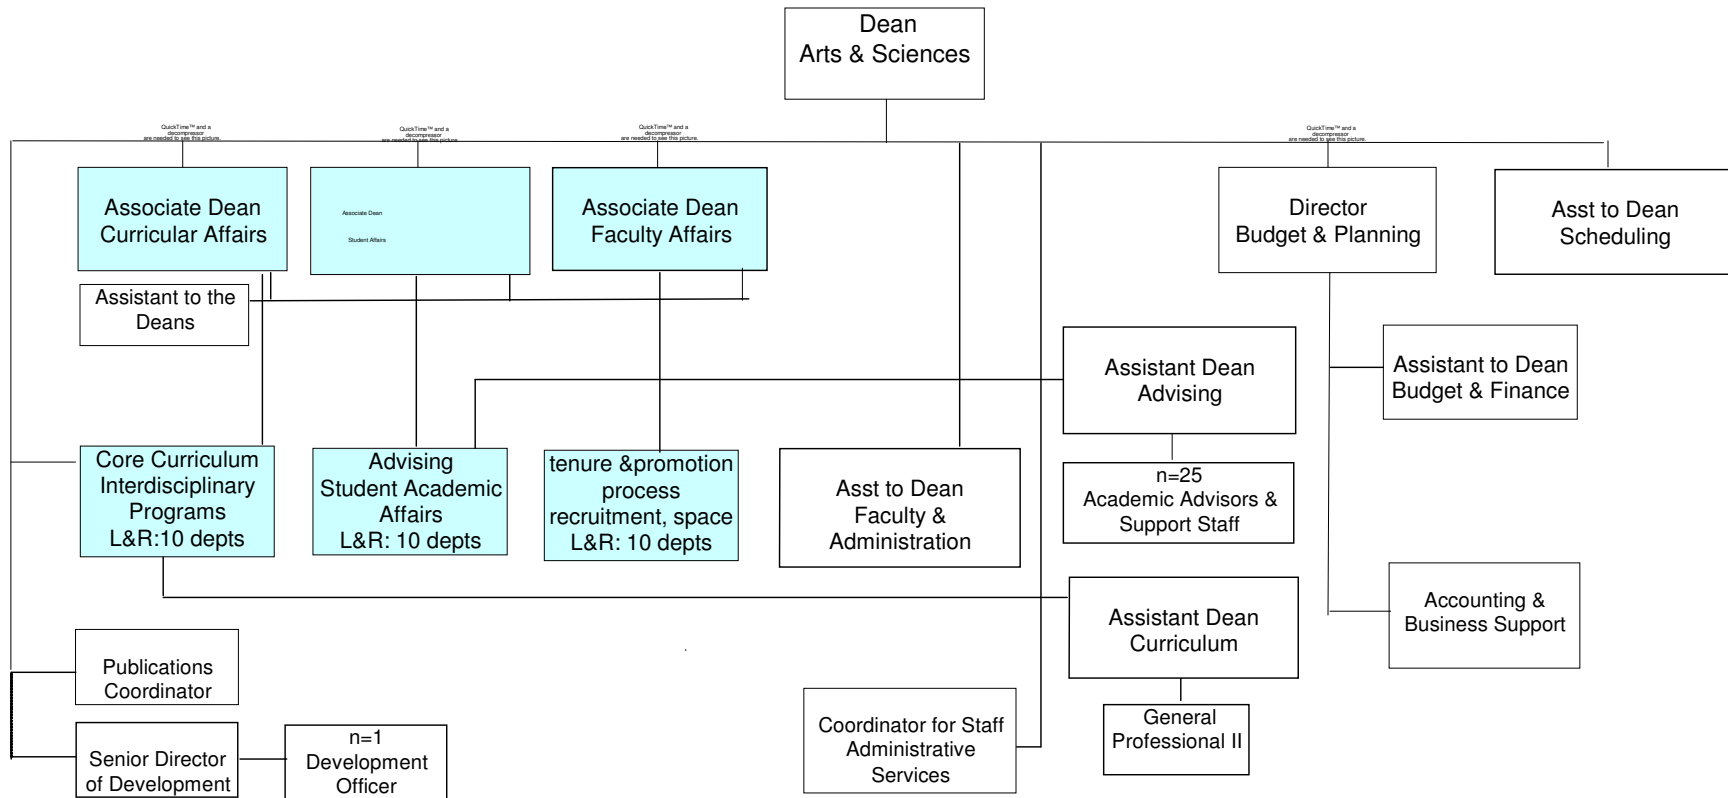 Dean
Arts & Sciences
QuickTime™ and a
decompressor
are needed to see this picture.
QuickTime™ and a
decompressor
are needed to see this picture.
QuickTime™ and a
decompressor
are needed to see this picture.
QuickTime™ and a
decompressor
are needed to see this picture.
Associate Dean
Curricular Affairs
Associate Dean
Student Affairs
Associate Dean
Faculty Affairs
Director
Budget & Planning
Asst to Dean
Scheduling
Assistant to the
Deans
Assistant Dean
Advising
Assistant to Dean
Budget & Finance
Core Curriculum
Interdisciplinary
Programs
L&R:10 depts
Advising
Student Academic
Affairs
L&R: 10 depts
tenure &promotion
process
recruitment, space
L&R: 10 depts
Asst to Dean
Faculty &
Administration
n=25
Academic Advisors &
Support Staff
Assistant Dean
Curriculum
Accounting &
Business Support
Publications
Coordinator
Coordinator for Staff
Administrative
Services
General
Professional II
Senior Director
of Development
n=1
Development
Officer